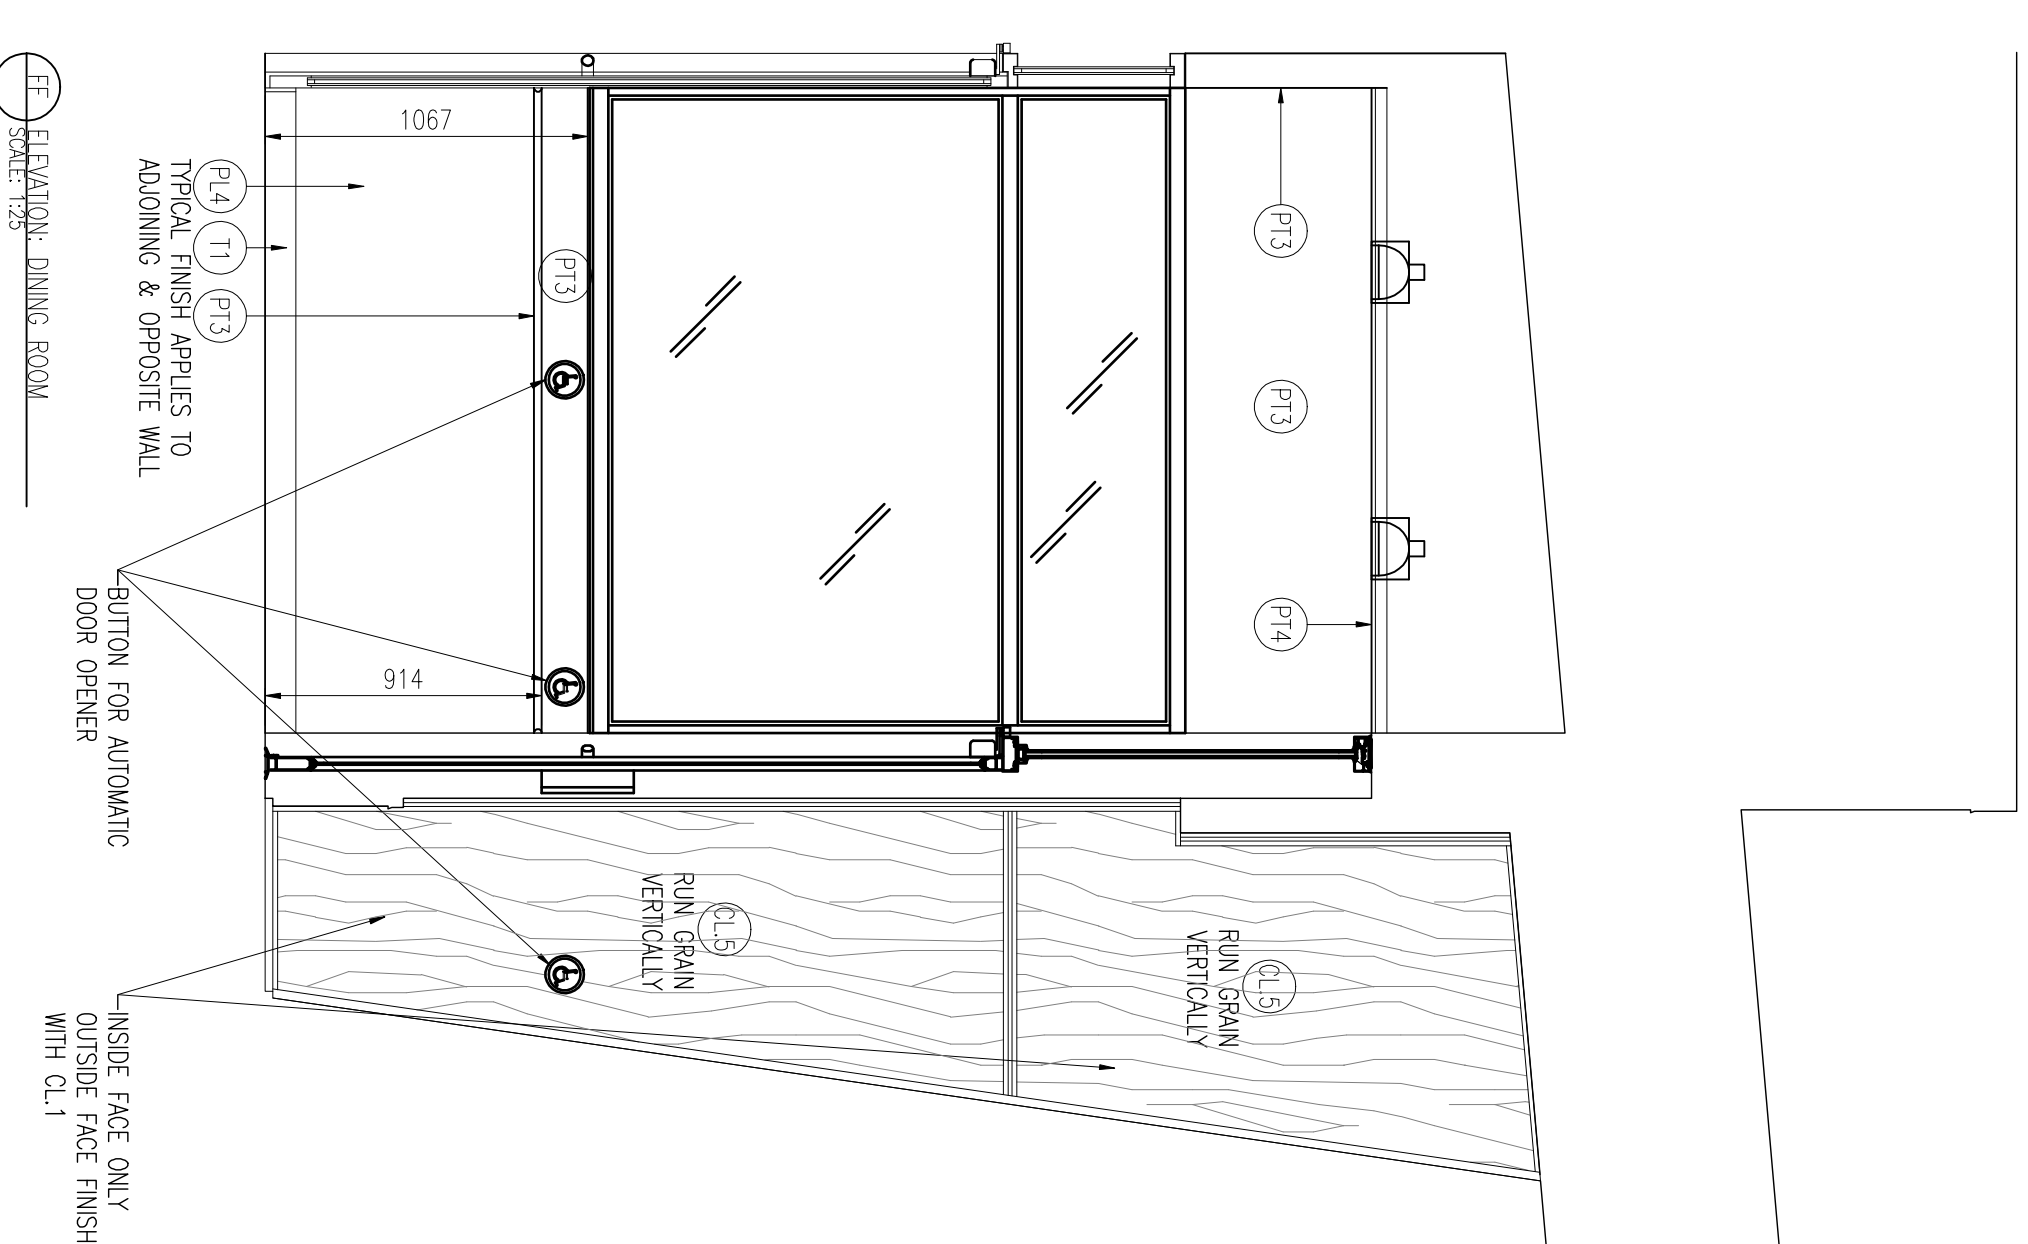 PT3
PT3
PT4
CL.5
RUN GRAIN
VERTICALLY
PT3
CL.5
RUN GRAIN
VERTICALLY
1067
914
PL4
T1
PT3
TYPICAL FINISH APPLIES TO
ADJOINING & OPPOSITE WALL
BUTTON FOR AUTOMATIC
DOOR OPENER
INSIDE FACE ONLY
OUTSIDE FACE FINISH
WITH CL.1
FF
ELEVATION: DINING ROOM
SCALE: 1:25